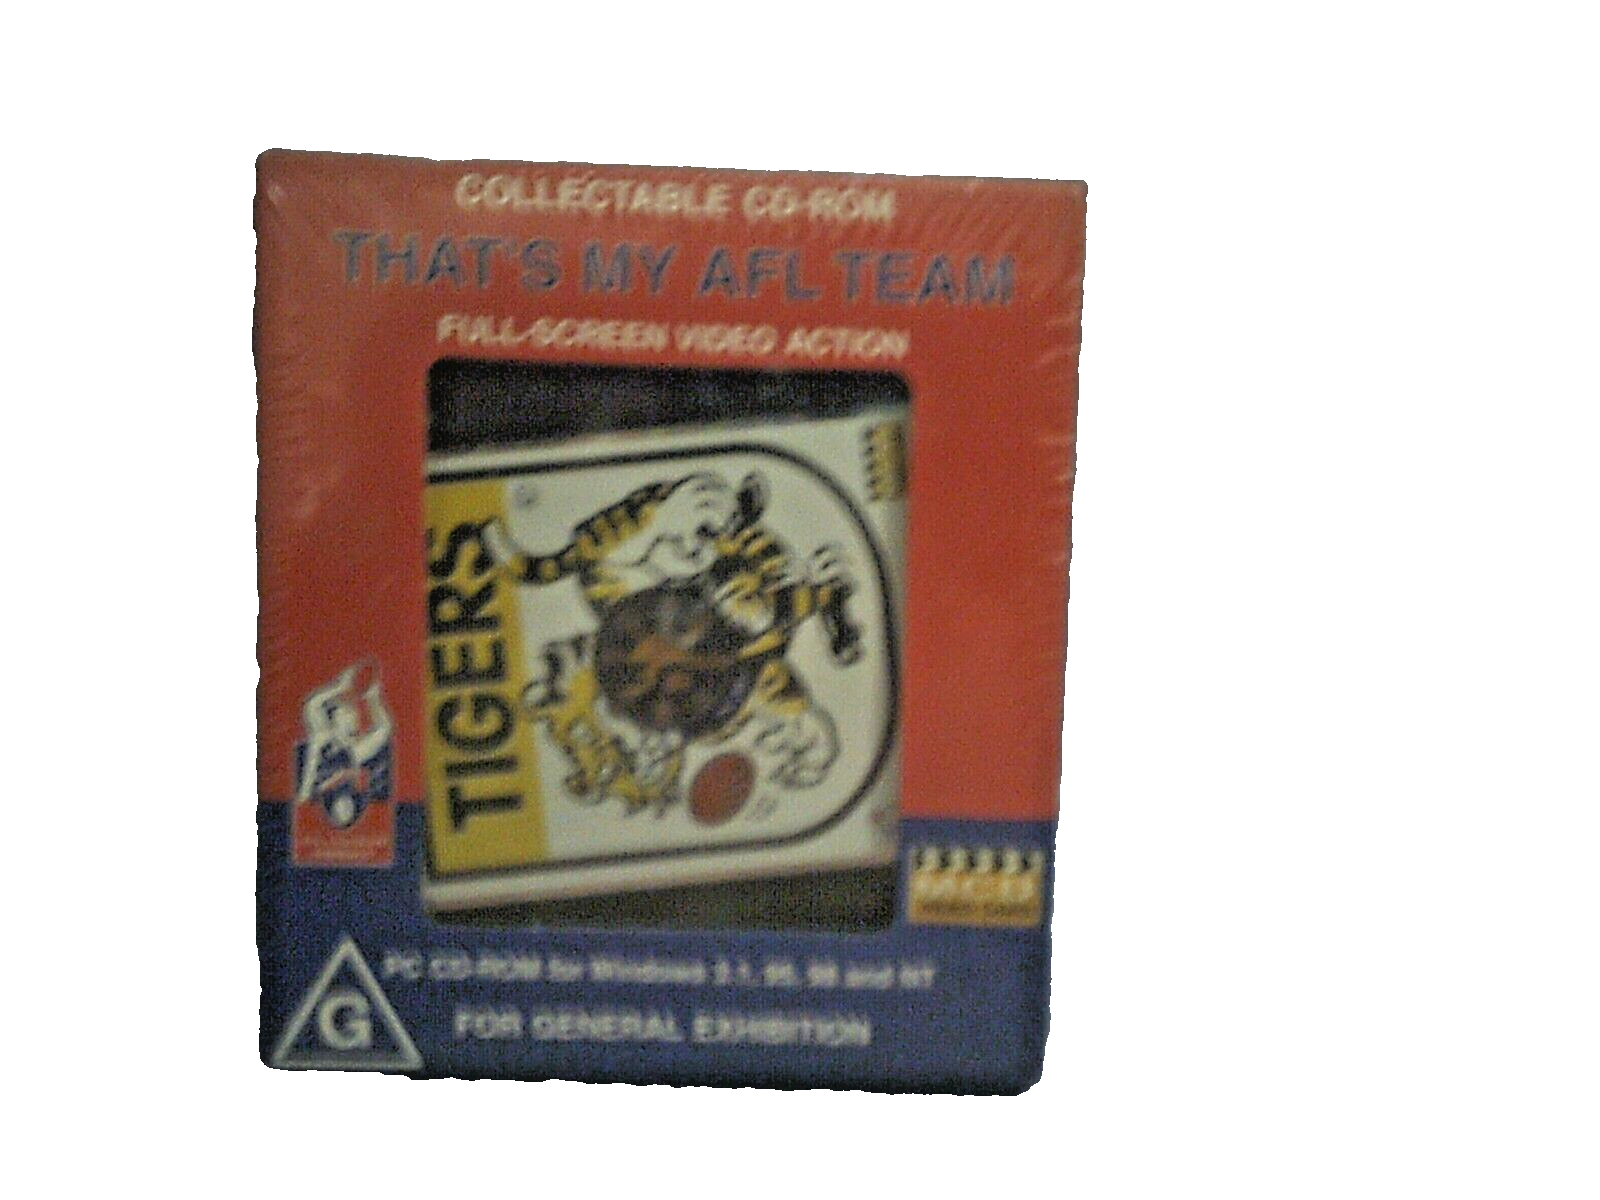 COLLECTABLE CD-ROM
THAT'S MY AFL TEAM
FULL-SCREEN VIDEO ACTION
TIGERS
PC CD-ROM for Windows 3.1, 95, 98 and NT
G
FOR GENERAL EXHIBITION